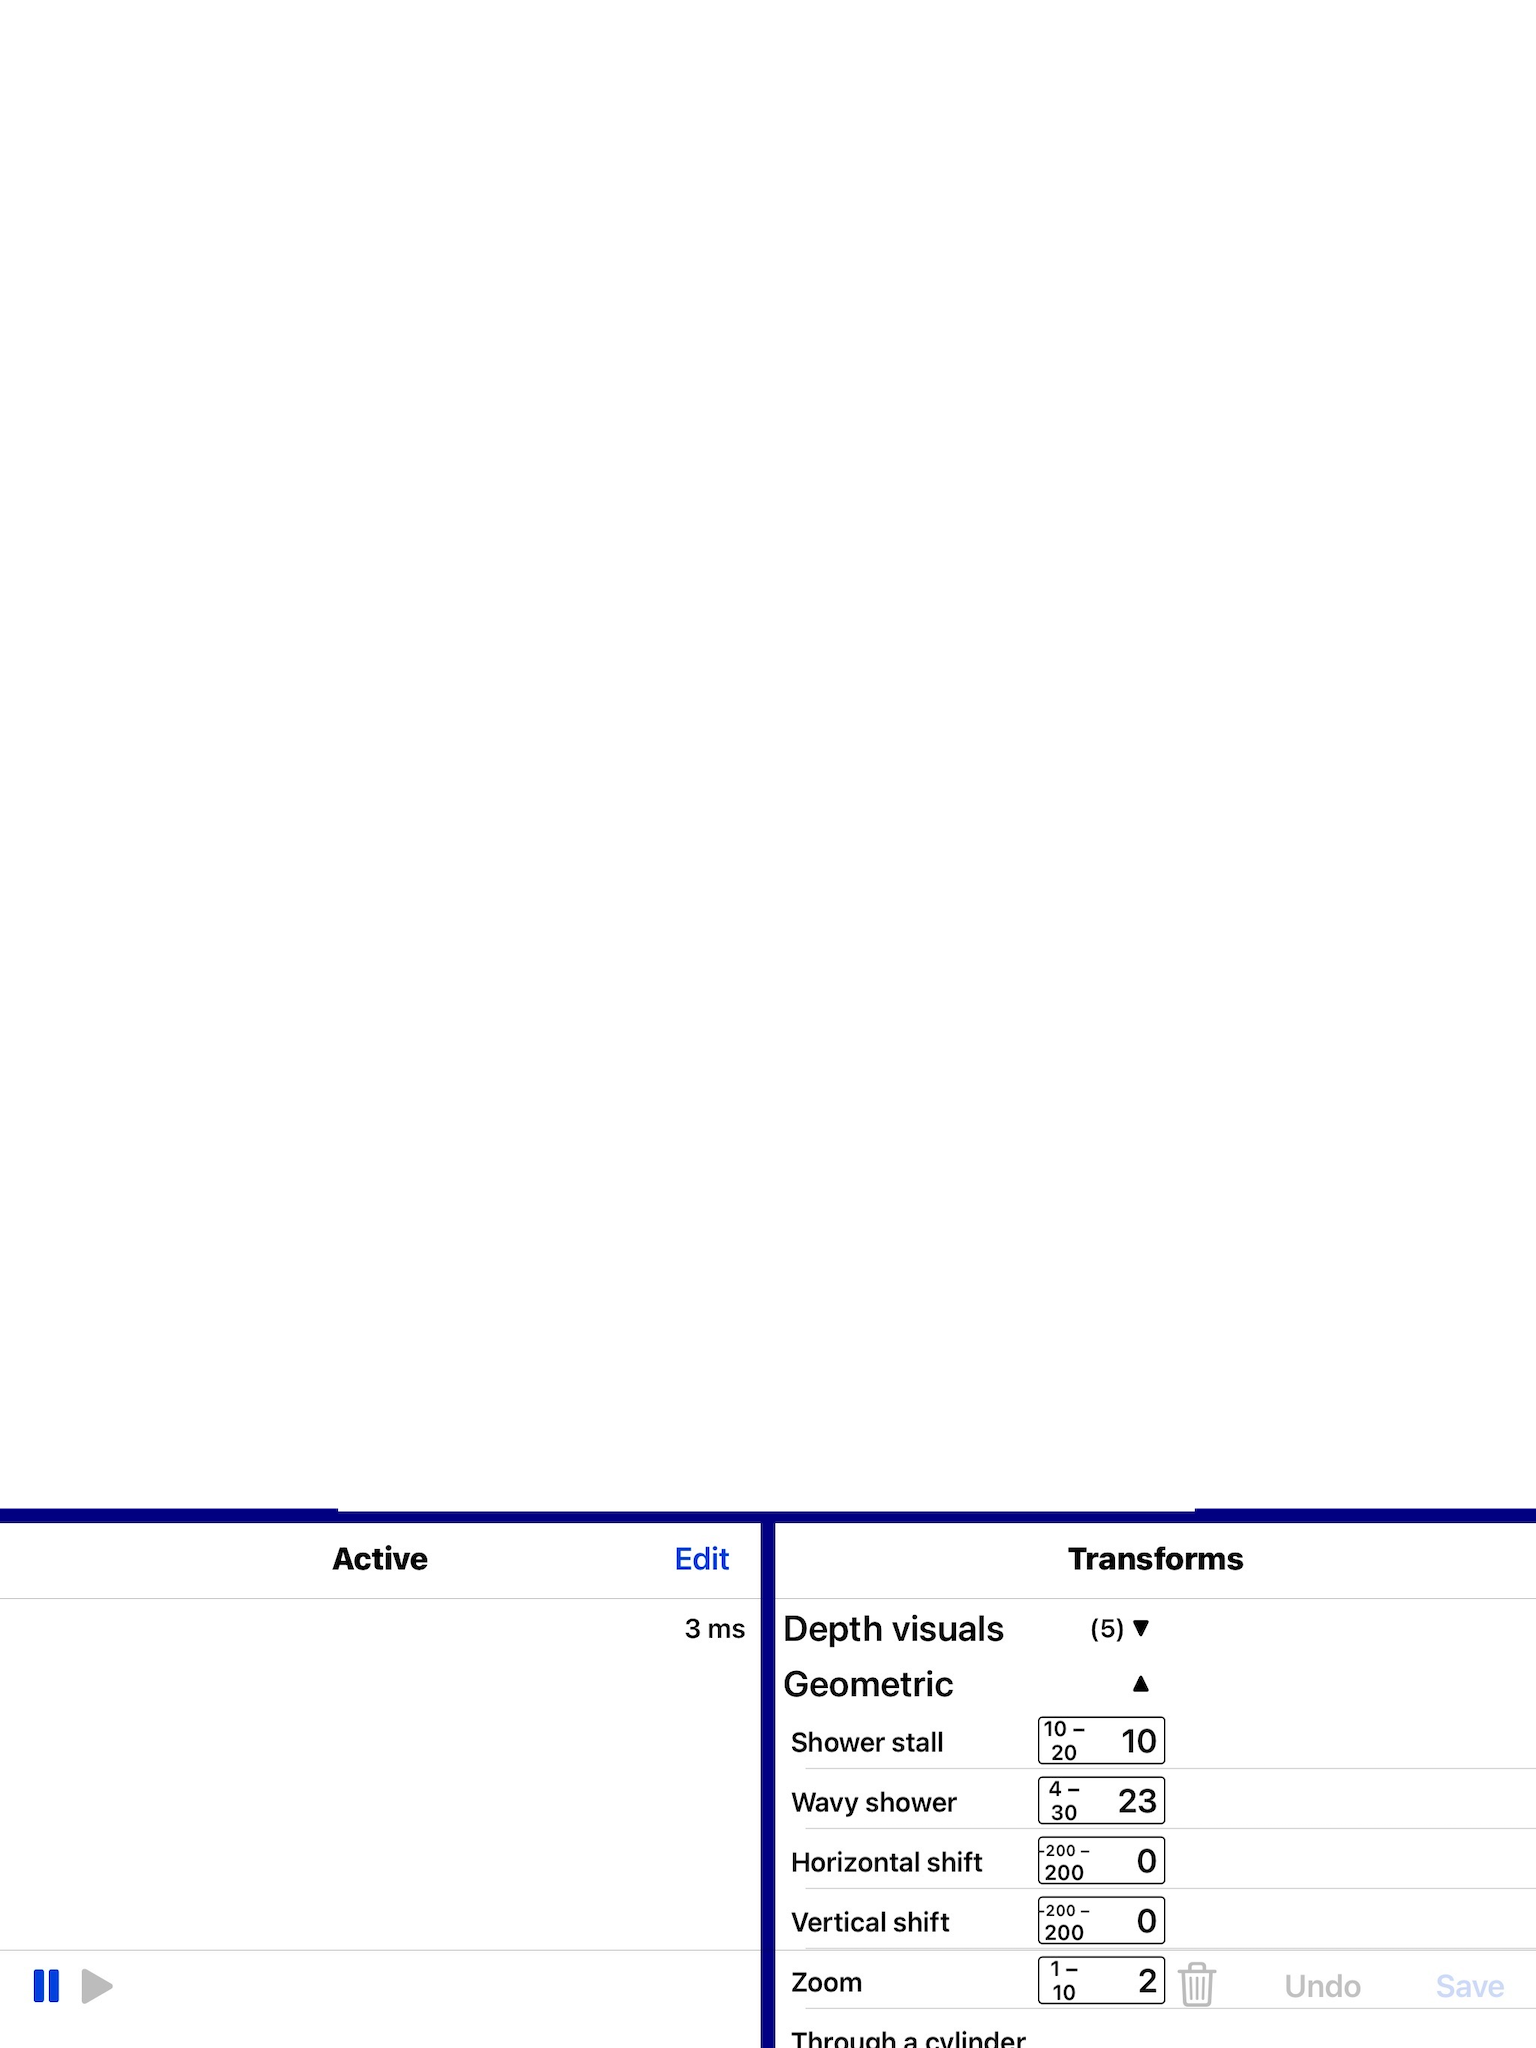 Active
Edit
Transforms
3 ms
Depth visuals (5) ▼
Geometric ▲
Shower stall
10 –
20
10
Wavy shower
4 –
30
23
Horizontal shift
-200 –
200
0
Vertical shift
-200 –
200
0
Zoom
1 –
10
2
Undo
Save
Through a cylinder